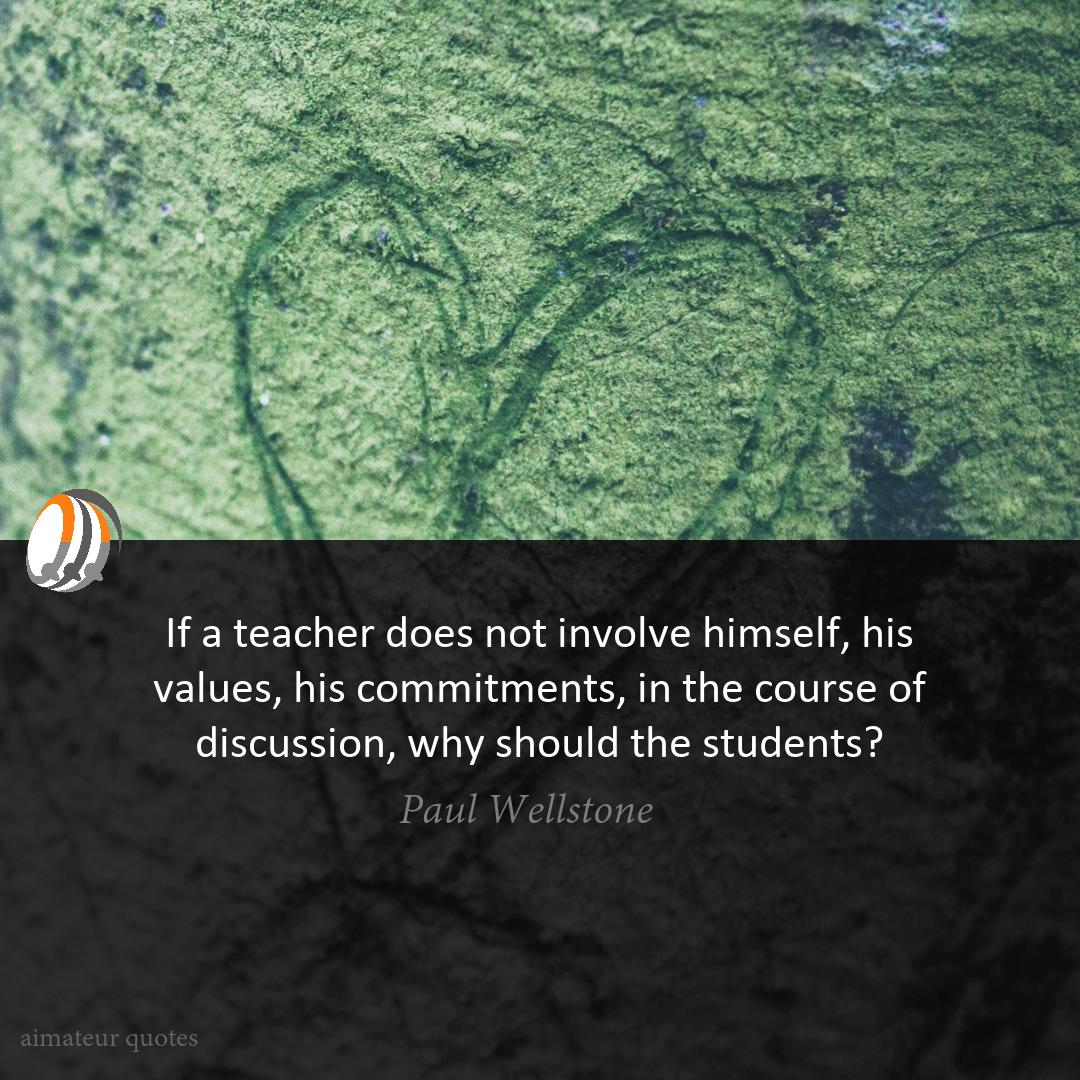 If a teacher does not involve himself, his
values, his commitments, in the course of
discussion, why should the students?
Paul Wellstone
aimateur quotes